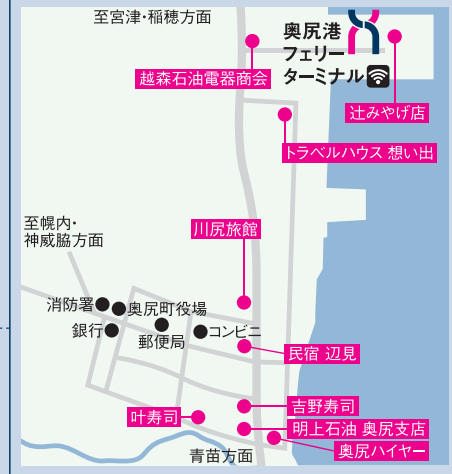 至宮津・稲穂方面
奥尻港
フェリー
ターミナル
越森石油電器商会
辻みやげ店
トラベルハウス 想い出
川尻旅館
至幌内・
神威脇方面
消防署
奥尻町役場
銀行
郵便局
コンビニ
民宿 辺見
吉野寿司
叶寿司
明上石油 奥尻支店
奥尻ハイヤー
青苗方面